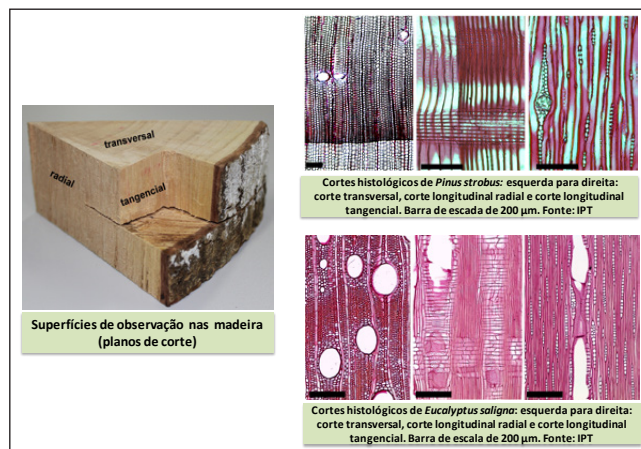 transversal
radial
tangencial
Superfícies de observação nas madeira
(planos de corte)
Cortes histológicos de Pinus strobus: esquerda para direita:
corte transversal, corte longitudinal radial e corte longitudinal
tangencial. Barra de escada de 200 µm. Fonte: IPT
Cortes histológicos de Eucalyptus saligna: esquerda para direita:
corte transversal, corte longitudinal radial e corte longitudinal
tangencial. Barra de escala de 200 µm. Fonte: IPT